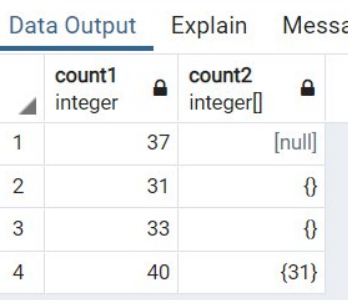 Data Output Explain Messa
count1 count2
integer integer[]
1 37 [null]
2 31 {}
3 33 {}
4 40 {31}